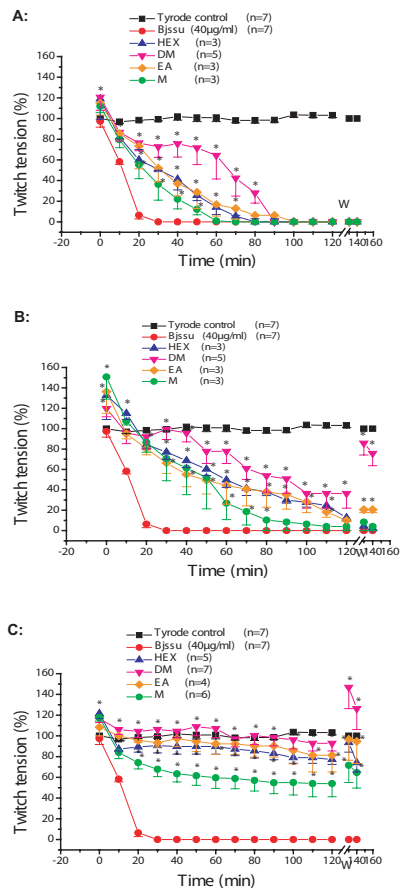 A:
Tyrode control (n=7)
Bjssu (40µg/ml) (n=7)
HEX (n=3)
DM (n=5)
EA (n=3)
M (n=3)
160
140
120
100
80
60
40
20
0
Twitch tension (%)
* * * * * * * * *
* * * *
W
-20 0 20 40 60 80 100 120 140 160
Time (min)
B:
Tyrode control (n=7)
Bjssu (40µg/ml) (n=7)
HEX (n=3)
DM (n=5)
EA (n=3)
M (n=3)
160
140
120
100
80
60
40
20
0
Twitch tension (%)
-20 0 20 40 60 80 100 120 140 160
W
Time (min)
C:
Tyrode control (n=7)
Bjssu (40µg/ml) (n=7)
HEX (n=5)
DM (n=7)
EA (n=4)
M (n=6)
160
140
120
100
80
60
40
20
0
Twitch tension (%)
-20 0 20 40 60 80 100 120 140 160
W
Time (min)